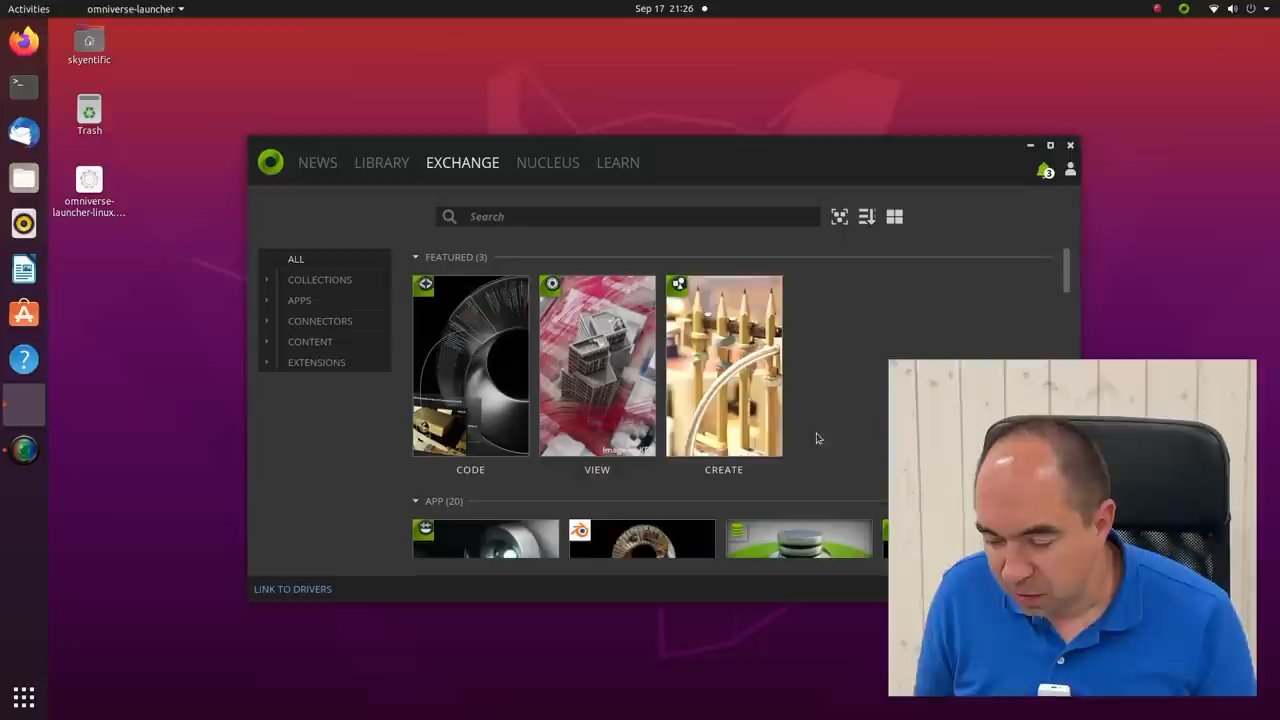 Activities
omniverse-launcher
Sep 17 21:26
skyentific
Trash
omniverse-
launcher-linux....
NEWS
LIBRARY
EXCHANGE
NUCLEUS
LEARN
3
Search
ALL
COLLECTIONS
APPS
CONNECTORS
CONTENT
EXTENSIONS
FEATURED (3)
CODE
VIEW
CREATE
APP (20)
LINK TO DRIVERS